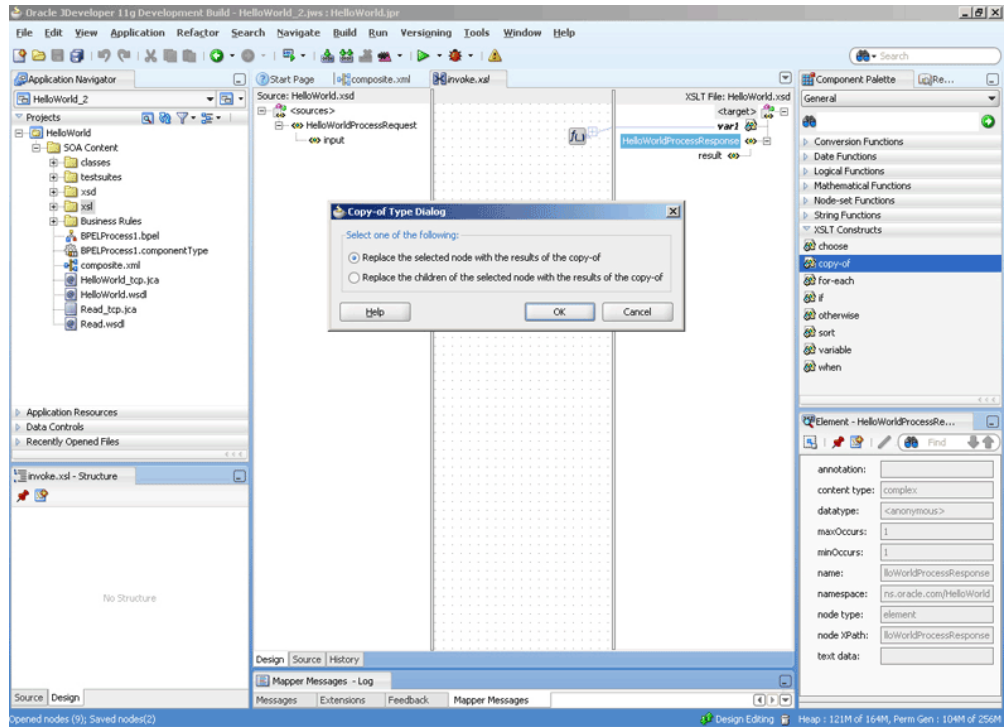 Oracle JDeveloper 11g Development Build - HelloWorld_2.jws : HelloWorld.jpr
File Edit View Application Refactor Search Navigate Build Run Versioning Tools Window Help
Search
Application Navigator
HelloWorld_2
Projects
HelloWorld
SOA Content
classes
testsuites
xsd
xsl
Business Rules
BPELProcess1.bpel
BPELProcess1.componentType
composite.xml
HelloWorld_tcp.jca
HelloWorld.wsdl
Read_tcp.jca
Read.wsdl
Application Resources
Data Controls
Recently Opened Files
invoke.xsl - Structure
No Structure
Source Design
Start Page composite.xml invoke.xsl
Source: HelloWorld.xsd
<sources>
HelloWorldProcessRequest
input
XSLT File: HelloWorld.xsd
<target>
var1
HelloWorldProcessResponse
result
Copy-of Type Dialog
Select one of the following:
Replace the selected node with the results of the copy-of
Replace the children of the selected node with the results of the copy-of
Help OK Cancel
Design Source History
Mapper Messages - Log
Messages Extensions Feedback Mapper Messages
Component Palette Re...
General
Conversion Functions
Date Functions
Logical Functions
Mathematical Functions
Node-set Functions
String Functions
XSLT Constructs
choose
copy-of
for-each
if
otherwise
sort
variable
when
Element - HelloWorldProcessRe...
Find
annotation:
content type: complex
datatype: <anonymous>
maxOccurs: 1
minOccurs: 1
name: lloWorldProcessResponse
namespace: ns.oracle.com/HelloWorld
node type: element
node XPath: lloWorldProcessResponse
text data:
Opened nodes (9); Saved nodes(2)
Design Editing Heap : 121M of 164M, Perm Gen : 104M of 256M